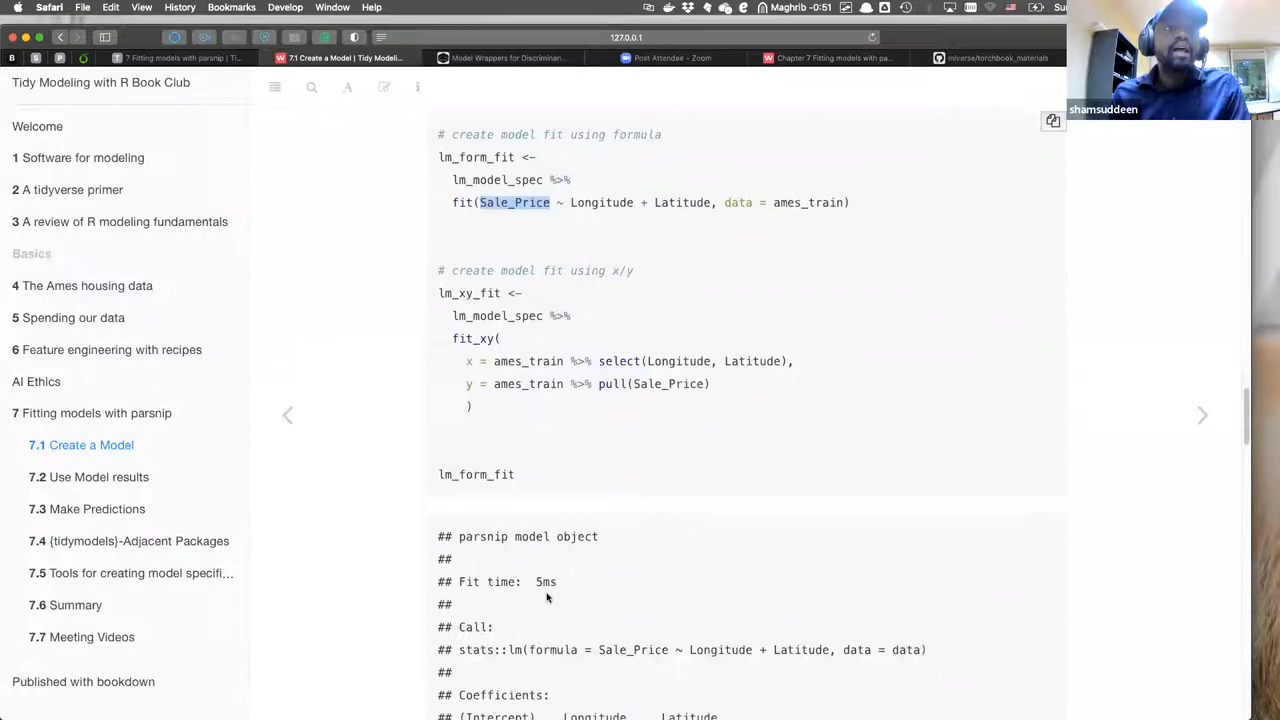 Safari File Edit View History Bookmarks Develop Window Help
Maghrib -0:51
127.0.0.1
B S P
7 Fitting models with parsnip | Ti...
7.1 Create a Model | Tidy Modeli...
Model Wrappers for Discriminan...
Post Attendee - Zoom
Chapter 7 Fitting models with pa...
mlverse/torchbook_materials
shamsuddeen
Tidy Modeling with R Book Club
Welcome
1 Software for modeling
2 A tidyverse primer
3 A review of R modeling fundamentals
Basics
4 The Ames housing data
5 Spending our data
6 Feature engineering with recipes
AI Ethics
7 Fitting models with parsnip
7.1 Create a Model
7.2 Use Model results
7.3 Make Predictions
7.4 {tidymodels}-Adjacent Packages
7.5 Tools for creating model specifi...
7.6 Summary
7.7 Meeting Videos
Published with bookdown
# create model fit using formula
lm_form_fit <-
lm_model_spec %>%
fit(Sale_Price ~ Longitude + Latitude, data = ames_train)
# create model fit using x/y
lm_xy_fit <-
lm_model_spec %>%
fit_xy(
x = ames_train %>% select(Longitude, Latitude),
y = ames_train %>% pull(Sale_Price)
)
lm_form_fit
## parsnip model object
##
## Fit time: 5ms
##
## Call:
## stats::lm(formula = Sale_Price ~ Longitude + Latitude, data = data)
##
## Coefficients:
## (Intercept) Longitude Latitude